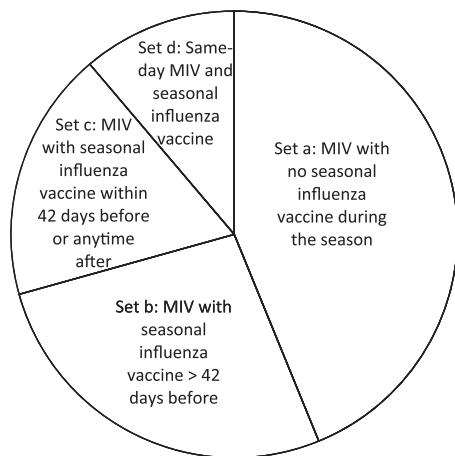 Set d: Same-
day MIV and
seasonal
influenza
vaccine
Set c: MIV
with seasonal
influenza
vaccine within
42 days before
or anytime
after
Set a: MIV with
no seasonal
influenza
vaccine during
the season
Set b: MIV with
seasonal
influenza
vaccine > 42
days before